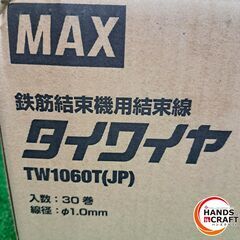 MAX
鉄筋結束機用結束線
タイワイヤ
TW1060T(JP)
入数：30巻
線径：φ1.0mm
HANDS
CRAFT